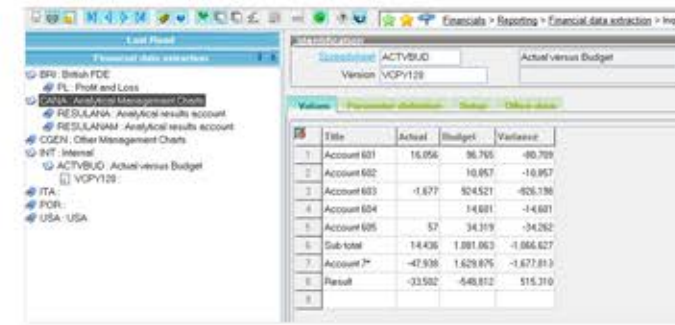 Financials > Reporting > Financial data extraction > Inq
Last Read
Financial data extraction
BRI : British FDE
PL : Profit and Loss
CANA : Analytical Management Charts
RESULANA : Analytical results account
RESULANAM : Analytical results account
CGEN : Other Management Charts
INT : Internal
ACTVBUD : Actual versus Budget
VCPV128 :
ITA :
POR :
USA : USA
Identification
Spreadsheet ACTVBUD Actual versus Budget
Version VCPV128
Values Parameter definition Setup Office data
Title Actual Budget Variance
1 Account 601 16,056 96,765 -80,709
2 Account 602 10,857 -10,857
3 Account 603 -1,677 924,521 -926,198
4 Account 604 14,601 -14,601
5 Account 605 57 34,319 -34,262
6 Sub total 14,436 1,081,063 -1,066,627
7 Account 7* -47,938 1,629,875 -1,677,813
8 Result -33,502 -548,812 515,310
9